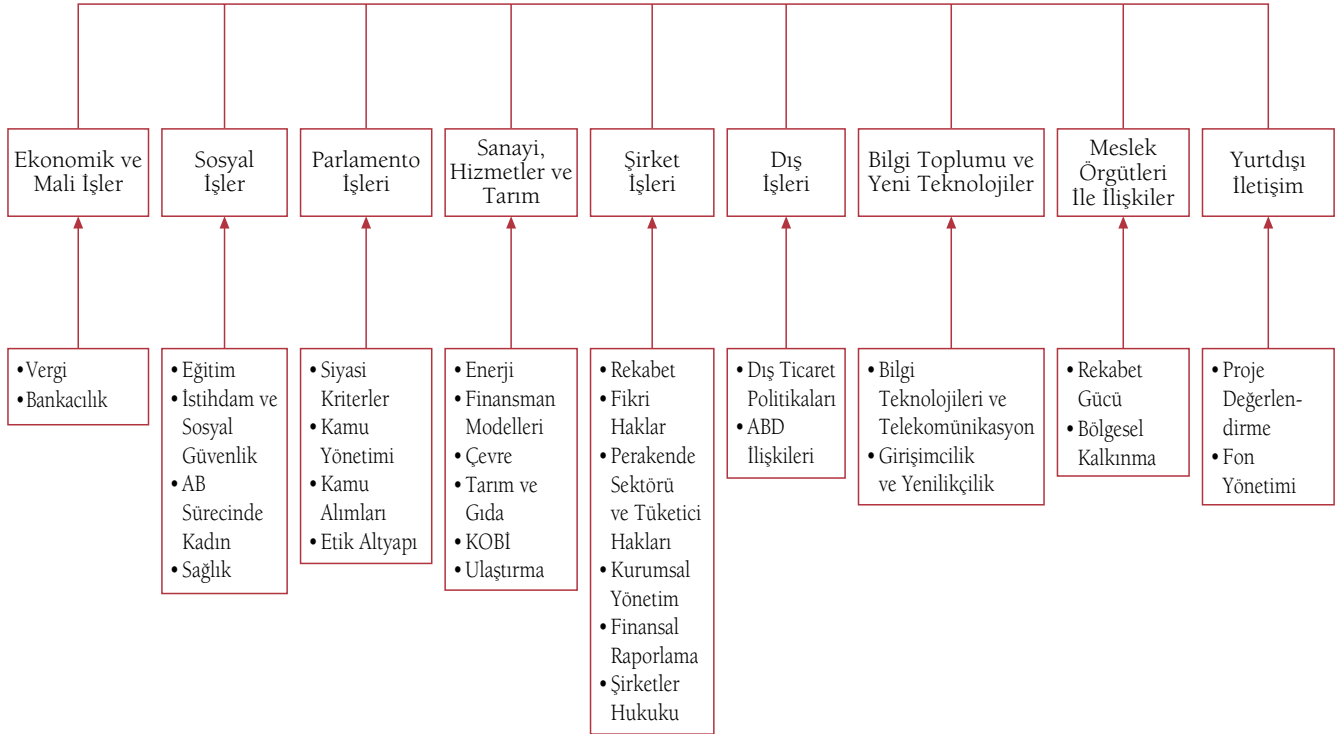 Ekonomik ve
Mali İşler
Sosyal
İşler
Parlamento
İşleri
Sanayi,
Hizmetler ve
Tarım
Şirket
İşleri
Dış
İşleri
Bilgi Toplumu ve
Yeni Teknolojiler
Meslek
Örgütleri
İle İlişkiler
Yurtdışı
İletişim
• Vergi
• Bankacılık
• Eğitim
• İstihdam ve
Sosyal
Güvenlik
• AB
Sürecinde
Kadın
• Sağlık
• Siyasi
Kriterler
• Kamu
Yönetimi
• Kamu
Alımları
• Etik Altyapı
• Enerji
• Finansman
Modelleri
• Çevre
• Tarım ve
Gıda
• KOBİ
• Ulaştırma
• Rekabet
• Fikri
Haklar
• Perakende
Sektörü
ve Tüketici
Hakları
• Kurumsal
Yönetim
• Finansal
Raporlama
• Şirketler
Hukuku
• Dış Ticaret
Politikaları
• ABD
İlişkileri
• Bilgi
Teknolojileri ve
Telekomünikasyon
• Girişimcilik
ve Yenilikçilik
• Rekabet
Gücü
• Bölgesel
Kalkınma
• Proje
Değerlen-
dirme
• Fon
Yönetimi